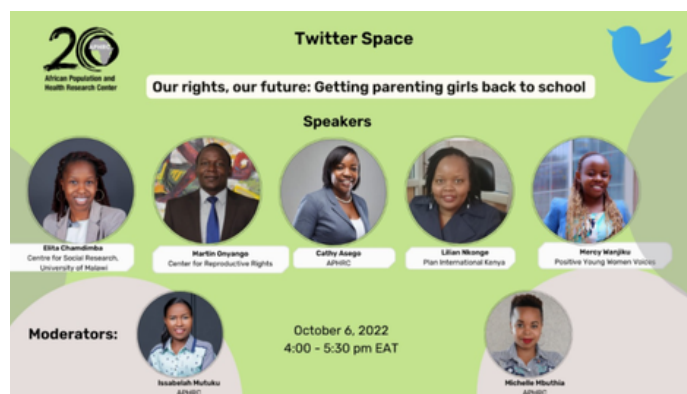 Twitter Space
20
APHRC
African Population and
Health Research Center
Our rights, our future: Getting parenting girls back to school
Speakers
Elita Chamdimba
Centre for Social Research,
University of Malawi
Martin Onyango
Center for Reproductive Rights
Cathy Asego
APHRC
Lilian Nkonge
Plan International Kenya
Mercy Wanjiku
Positive Young Women Voices
Moderators:
October 6, 2022
4:00 - 5:30 pm EAT
Issabelah Mutuku
APHRC
Michelle Mbuthia
APHRC